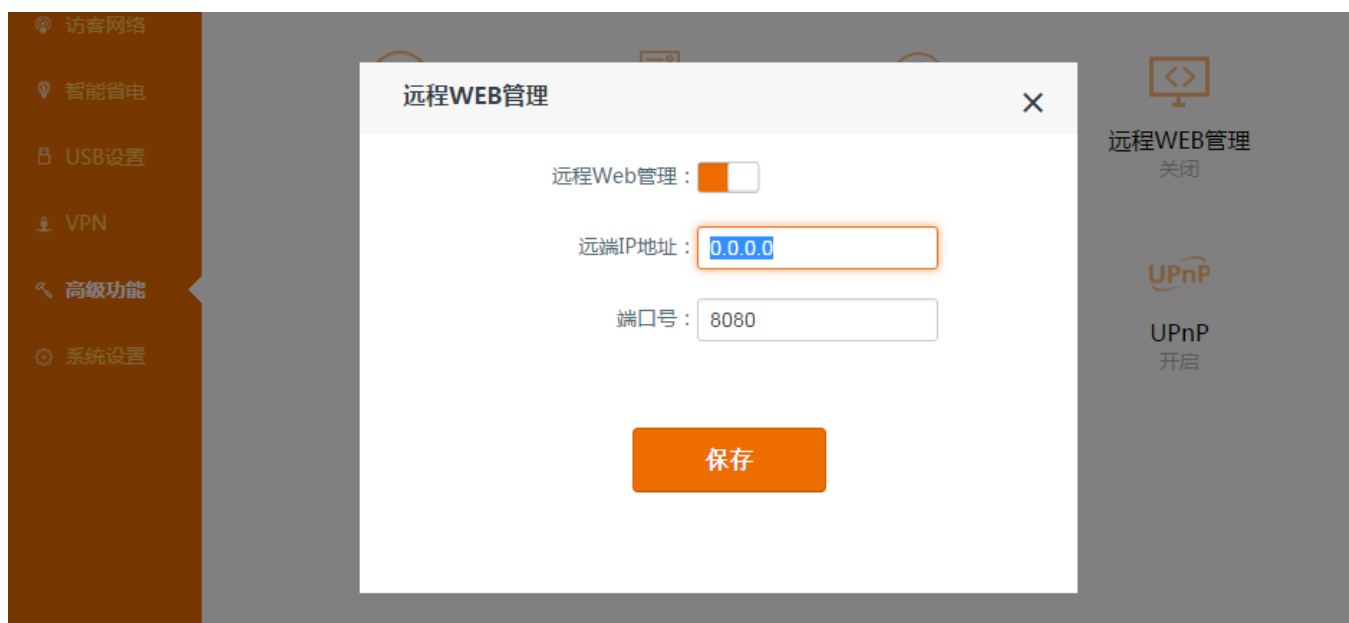 访客网络
智能省电
USB设置
VPN
高级功能
系统设置
远程WEB管理
远程Web管理：
远端IP地址：0.0.0.0
端口号：8080
保存
远程WEB管理
关闭
UPnP
UPnP
开启